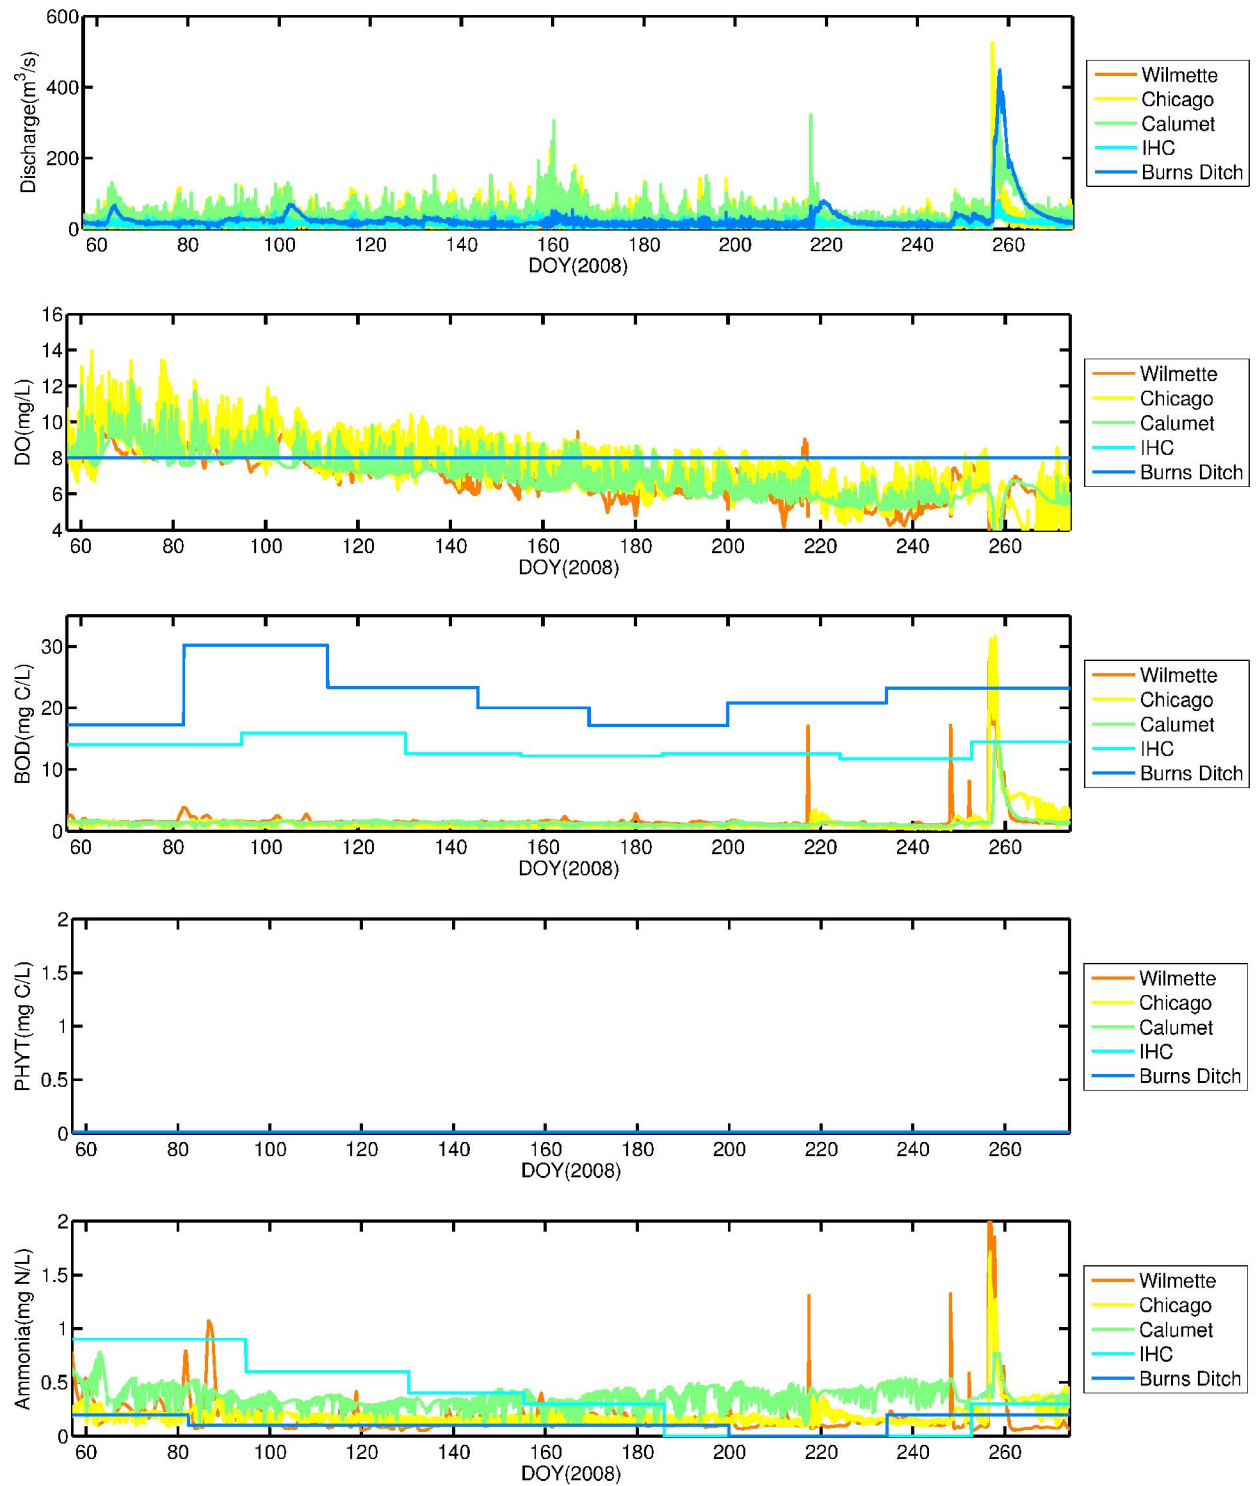 600
400
200
0
Discharge(m³/s)
60 80 100 120 140 160 180 200 220 240 260
DOY(2008)
Wilmette
Chicago
Calumet
IHC
Burns Ditch
16
14
12
10
8
6
4
DO(mg/L)
60 80 100 120 140 160 180 200 220 240 260
DOY(2008)
Wilmette
Chicago
Calumet
IHC
Burns Ditch
30
20
10
0
BOD(mg C/L)
60 80 100 120 140 160 180 200 220 240 260
DOY(2008)
Wilmette
Chicago
Calumet
IHC
Burns Ditch
2
1.5
1
0.5
0
PHYT(mg C/L)
60 80 100 120 140 160 180 200 220 240 260
DOY(2008)
Wilmette
Chicago
Calumet
IHC
Burns Ditch
2
1.5
1
0.5
0
Ammonia(mg N/L)
60 80 100 120 140 160 180 200 220 240 260
DOY(2008)
Wilmette
Chicago
Calumet
IHC
Burns Ditch